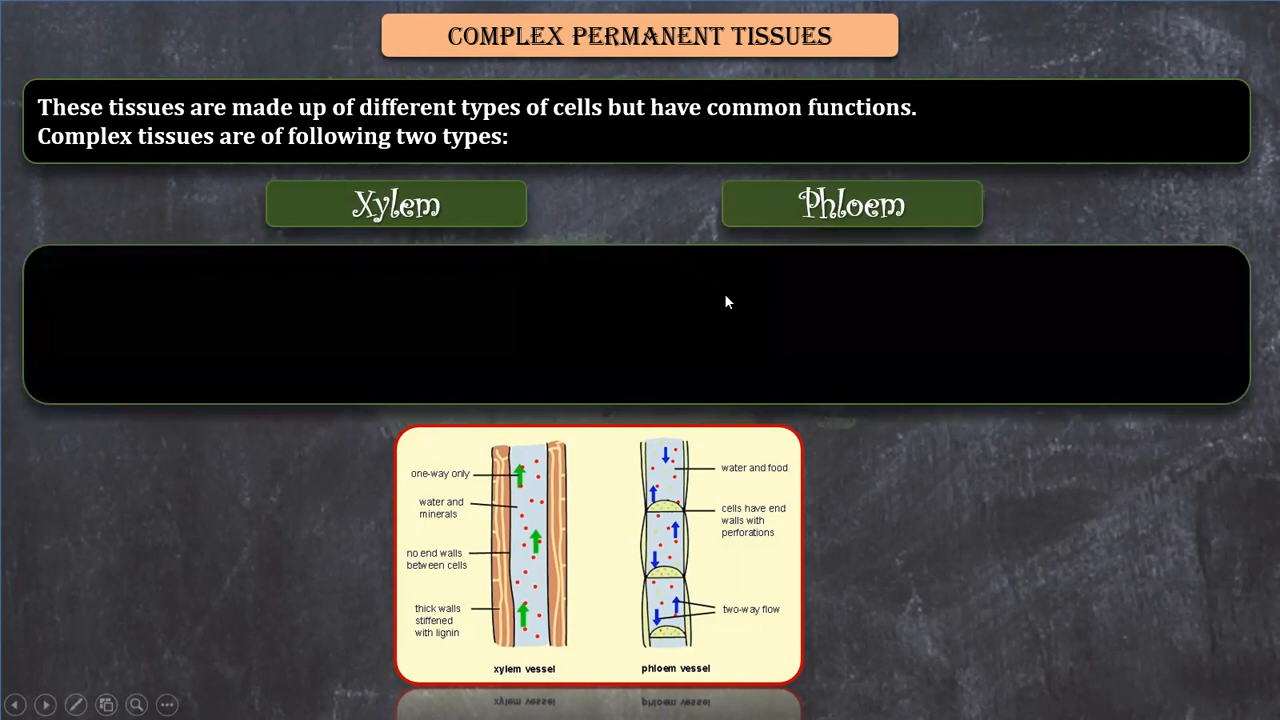 COMPLEX PERMANENT TISSUES
These tissues are made up of different types of cells but have common functions.
Complex tissues are of following two types:
Xylem
Phloem
one-way only
water and
minerals
no end walls
between cells
thick walls
stiffened
with lignin
xylem vessel
water and food
cells have end
walls with
perforations
two-way flow
phloem vessel